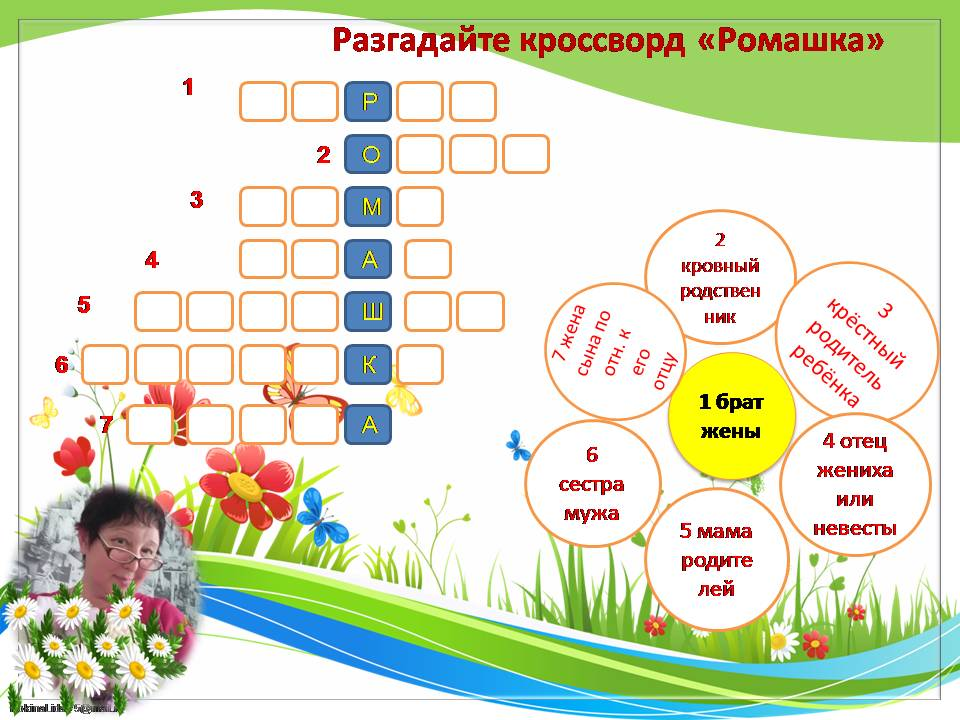 Разгадайте кроссворд «Ромашка»
1
Р
2
О
3
М
4
А
5
Ш
6
К
7
А
2
кровный
родствен
ник
3
крёстный
родитель
ребёнка
7 жена
сына по
отн. к
его
отцу
1 брат
жены
4 отец
жениха
или
невесты
6
сестра
мужа
5 мама
родите
лей